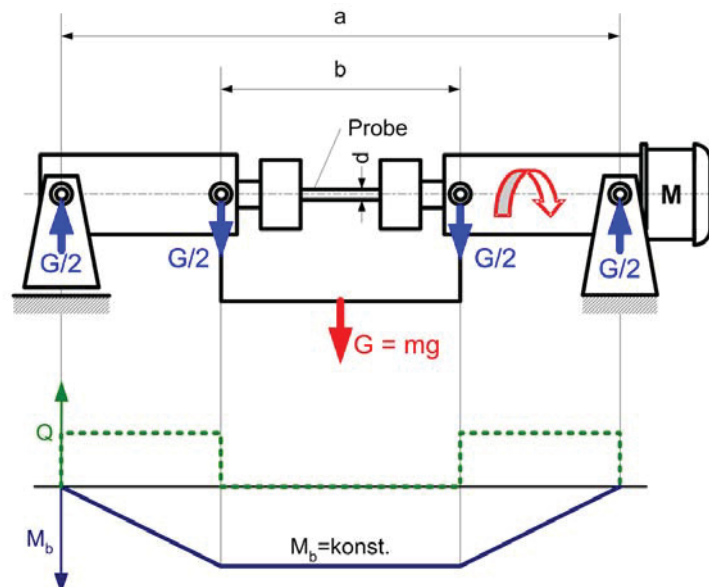 a
b
Probe
d
M
G/2
G/2
G/2
G/2
G = mg
Q
M_b
M_b=konst.